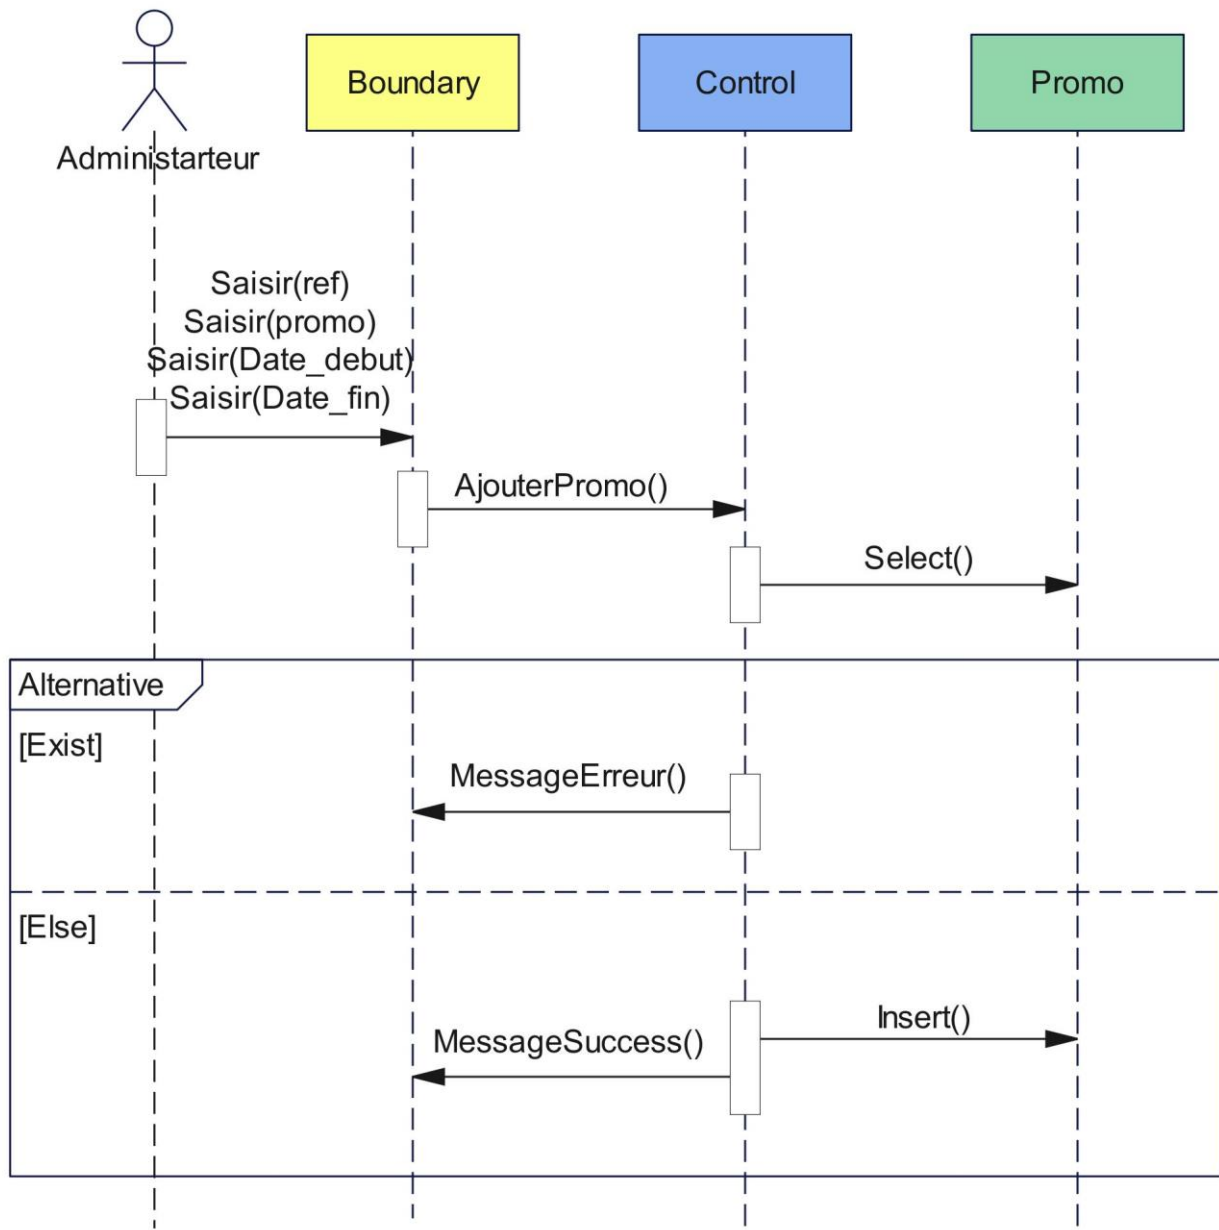 Boundary
Control
Promo
Administarteur
Saisir(ref)
Saisir(promo)
Saisir(Date_debut)
Saisir(Date_fin)
AjouterPromo()
Select()
Alternative
[Exist]
MessageErreur()
[Else]
Insert()
MessageSuccess()